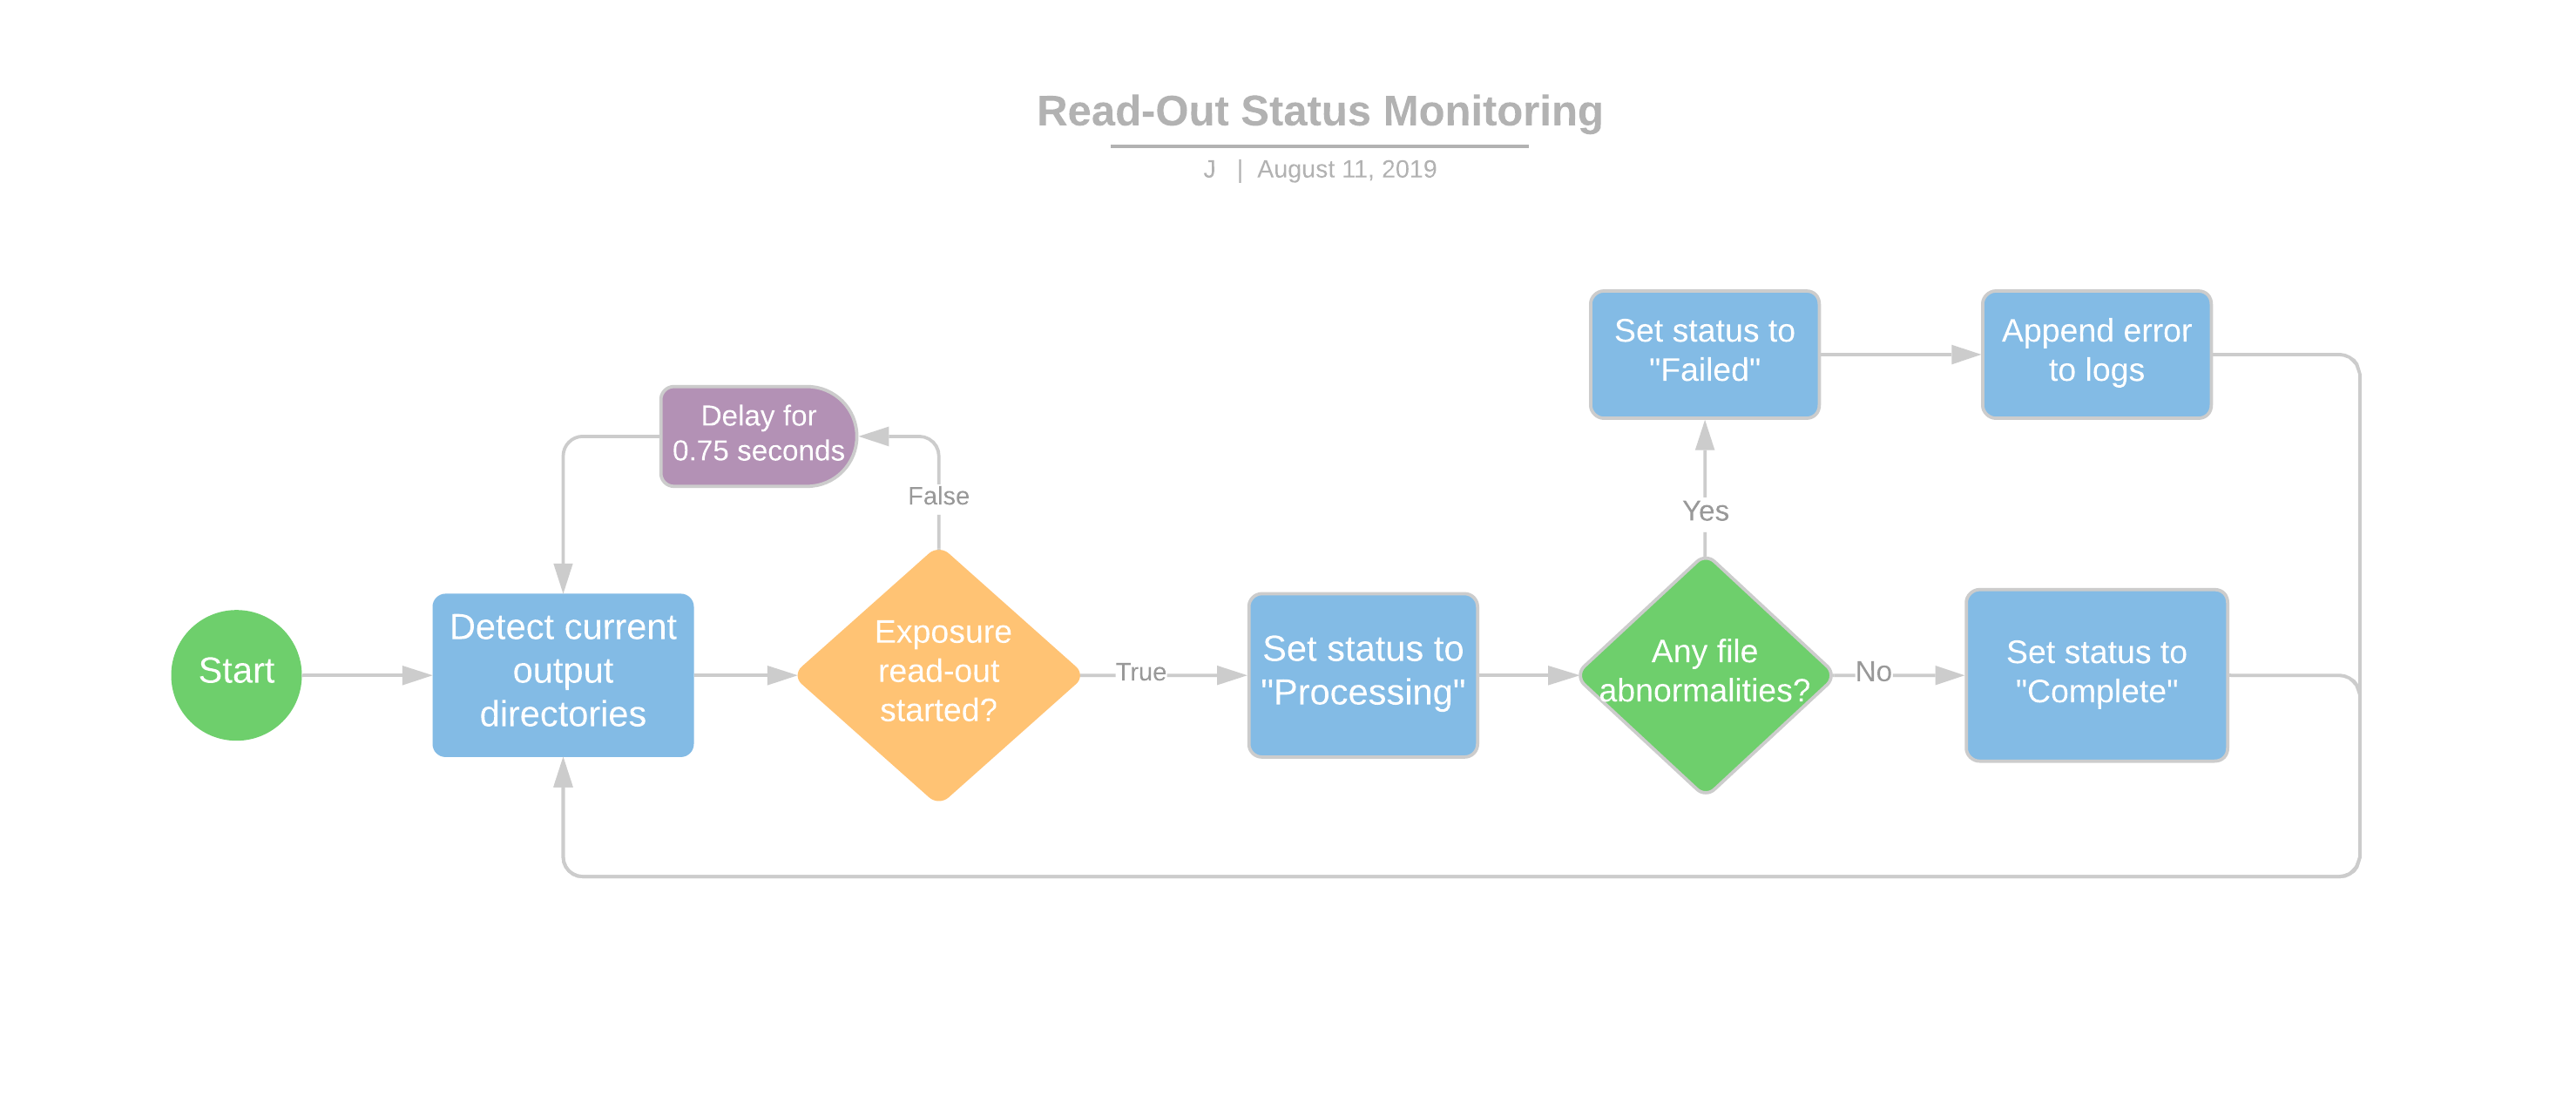 Read-Out Status Monitoring
J | August 11, 2019
Start
Detect current
output
directories
Delay for
0.75 seconds
False
Exposure
read-out
started?
True
Set status to
"Processing"
Any file
abnormalities?
Yes
Set status to
"Failed"
Append error
to logs
No
Set status to
"Complete"